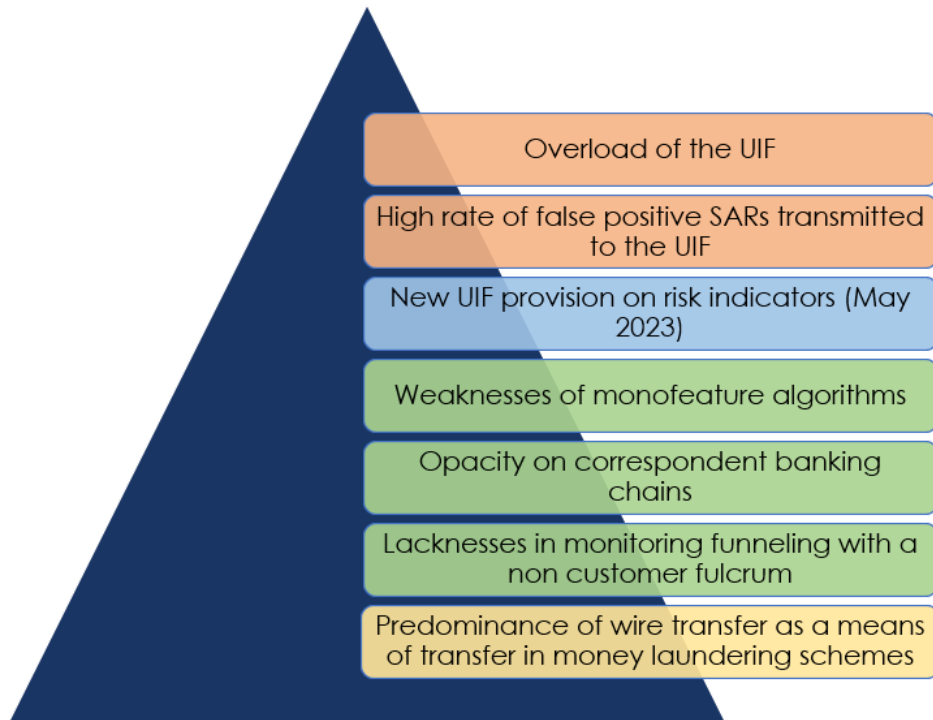 Overload of the UIF
High rate of false positive SARs transmitted
to the UIF
New UIF provision on risk indicators (May
2023)
Weaknesses of monofeature algorithms
Opacity on correspondent banking
chains
Lacknesses in monitoring funneling with a
non customer fulcrum
Predominance of wire transfer as a means
of transfer in money laundering schemes